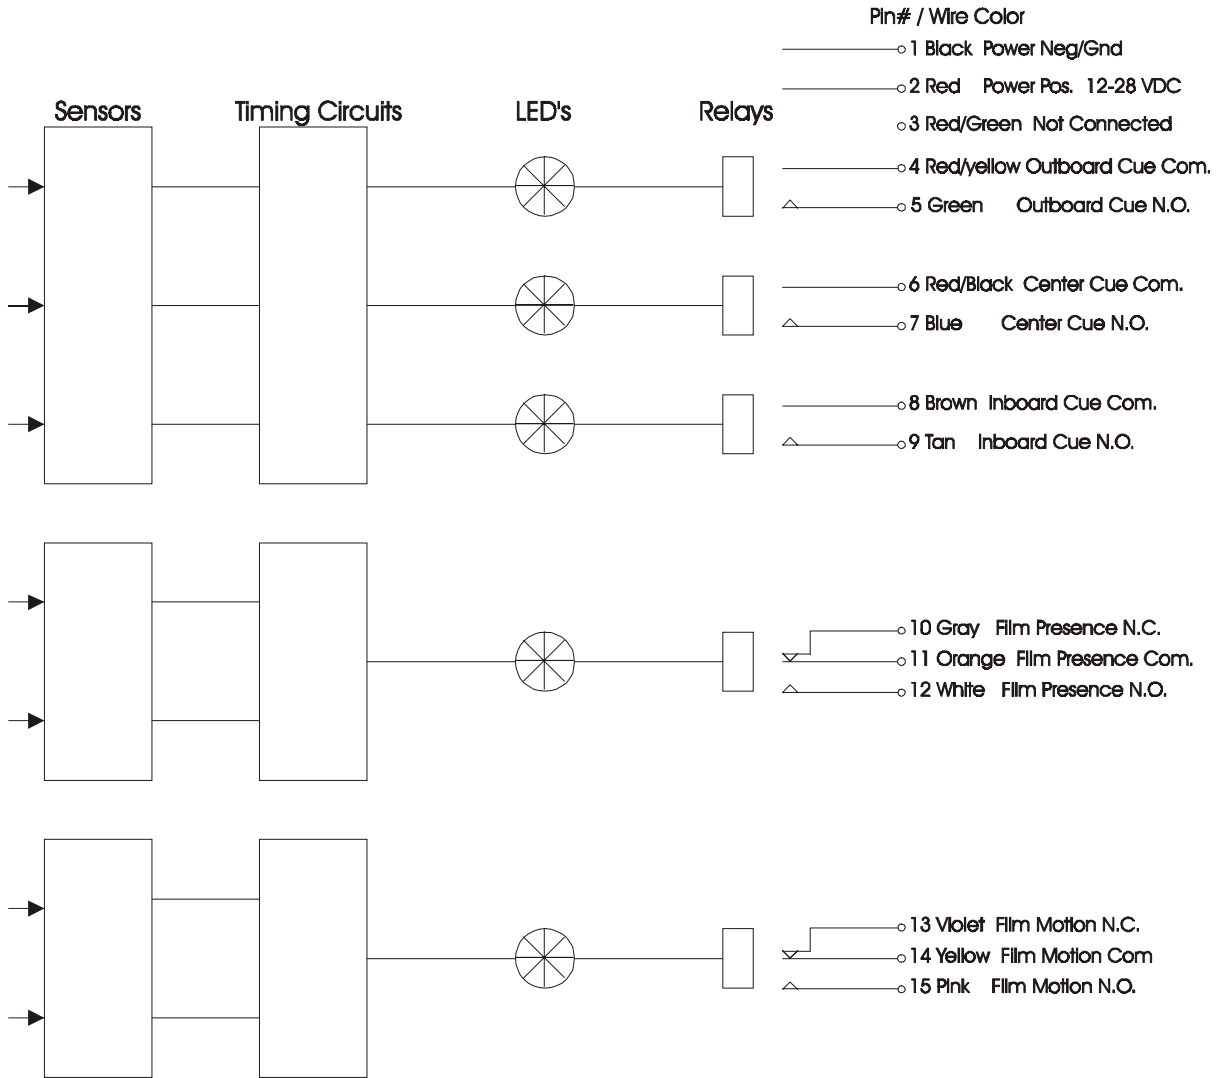 Pin# / Wire Color
1 Black Power Neg/Gnd
2 Red Power Pos. 12-28 VDC
Sensors Timing Circuits LED's Relays
3 Red/Green Not Connected
4 Red/yellow Outboard Cue Com.
5 Green Outboard Cue N.O.
6 Red/Black Center Cue Com.
7 Blue Center Cue N.O.
8 Brown Inboard Cue Com.
9 Tan Inboard Cue N.O.
10 Gray Film Presence N.C.
11 Orange Film Presence Com.
12 White Film Presence N.O.
13 Violet Film Motion N.C.
14 Yellow Film Motion Com
15 Pink Film Motion N.O.